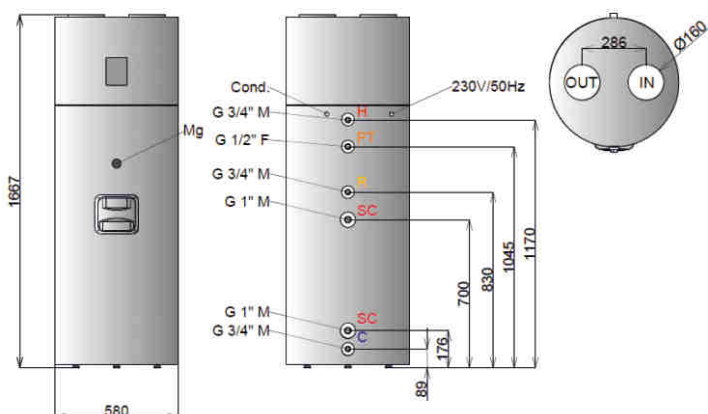 286
Ø160
OUT
IN
Cond.
230V/50Hz
G 3/4" M
H
G 1/2" F
PT
Mg
G 3/4" M
R
G 1" M
SC
1667
1170
1045
830
700
G 1" M
SC
G 3/4" M
C
176
89
580